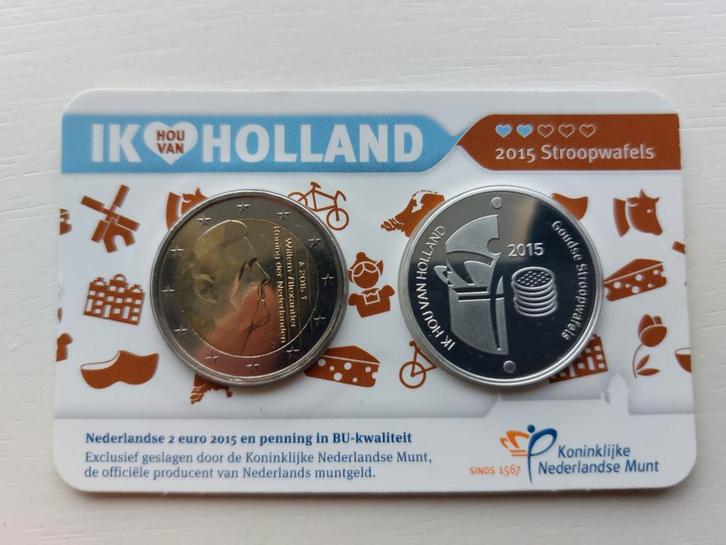 IK HOU VAN HOLLAND
2015 Stroopwafels
Willem-Alexander
Koning der Nederlanden
2015
IK HOU VAN HOLLAND
2015
Goudse Stroopwafels
Nederlandse 2 euro 2015 en penning in BU-kwaliteit
Exclusief geslagen door de Koninklijke Nederlandse Munt,
de officiële producent van Nederlands muntgeld.
SINDS 1567
Koninklijke
Nederlandse Munt